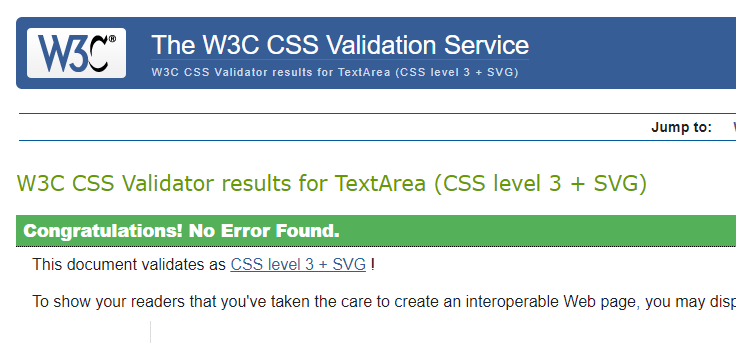 W3C®
The W3C CSS Validation Service
W3C CSS Validator results for TextArea (CSS level 3 + SVG)
Jump to:
W3C CSS Validator results for TextArea (CSS level 3 + SVG)
Congratulations! No Error Found.
This document validates as CSS level 3 + SVG !
To show your readers that you've taken the care to create an interoperable Web page, you may